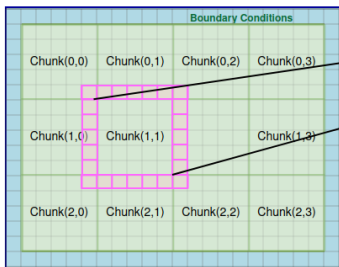 Boundary Conditions
Chunk(0,0) Chunk(0,1) Chunk(0,2) Chunk(0,3)
Chunk(1,0) Chunk(1,1) Chunk(1,3)
Chunk(2,0) Chunk(2,1) Chunk(2,2) Chunk(2,3)